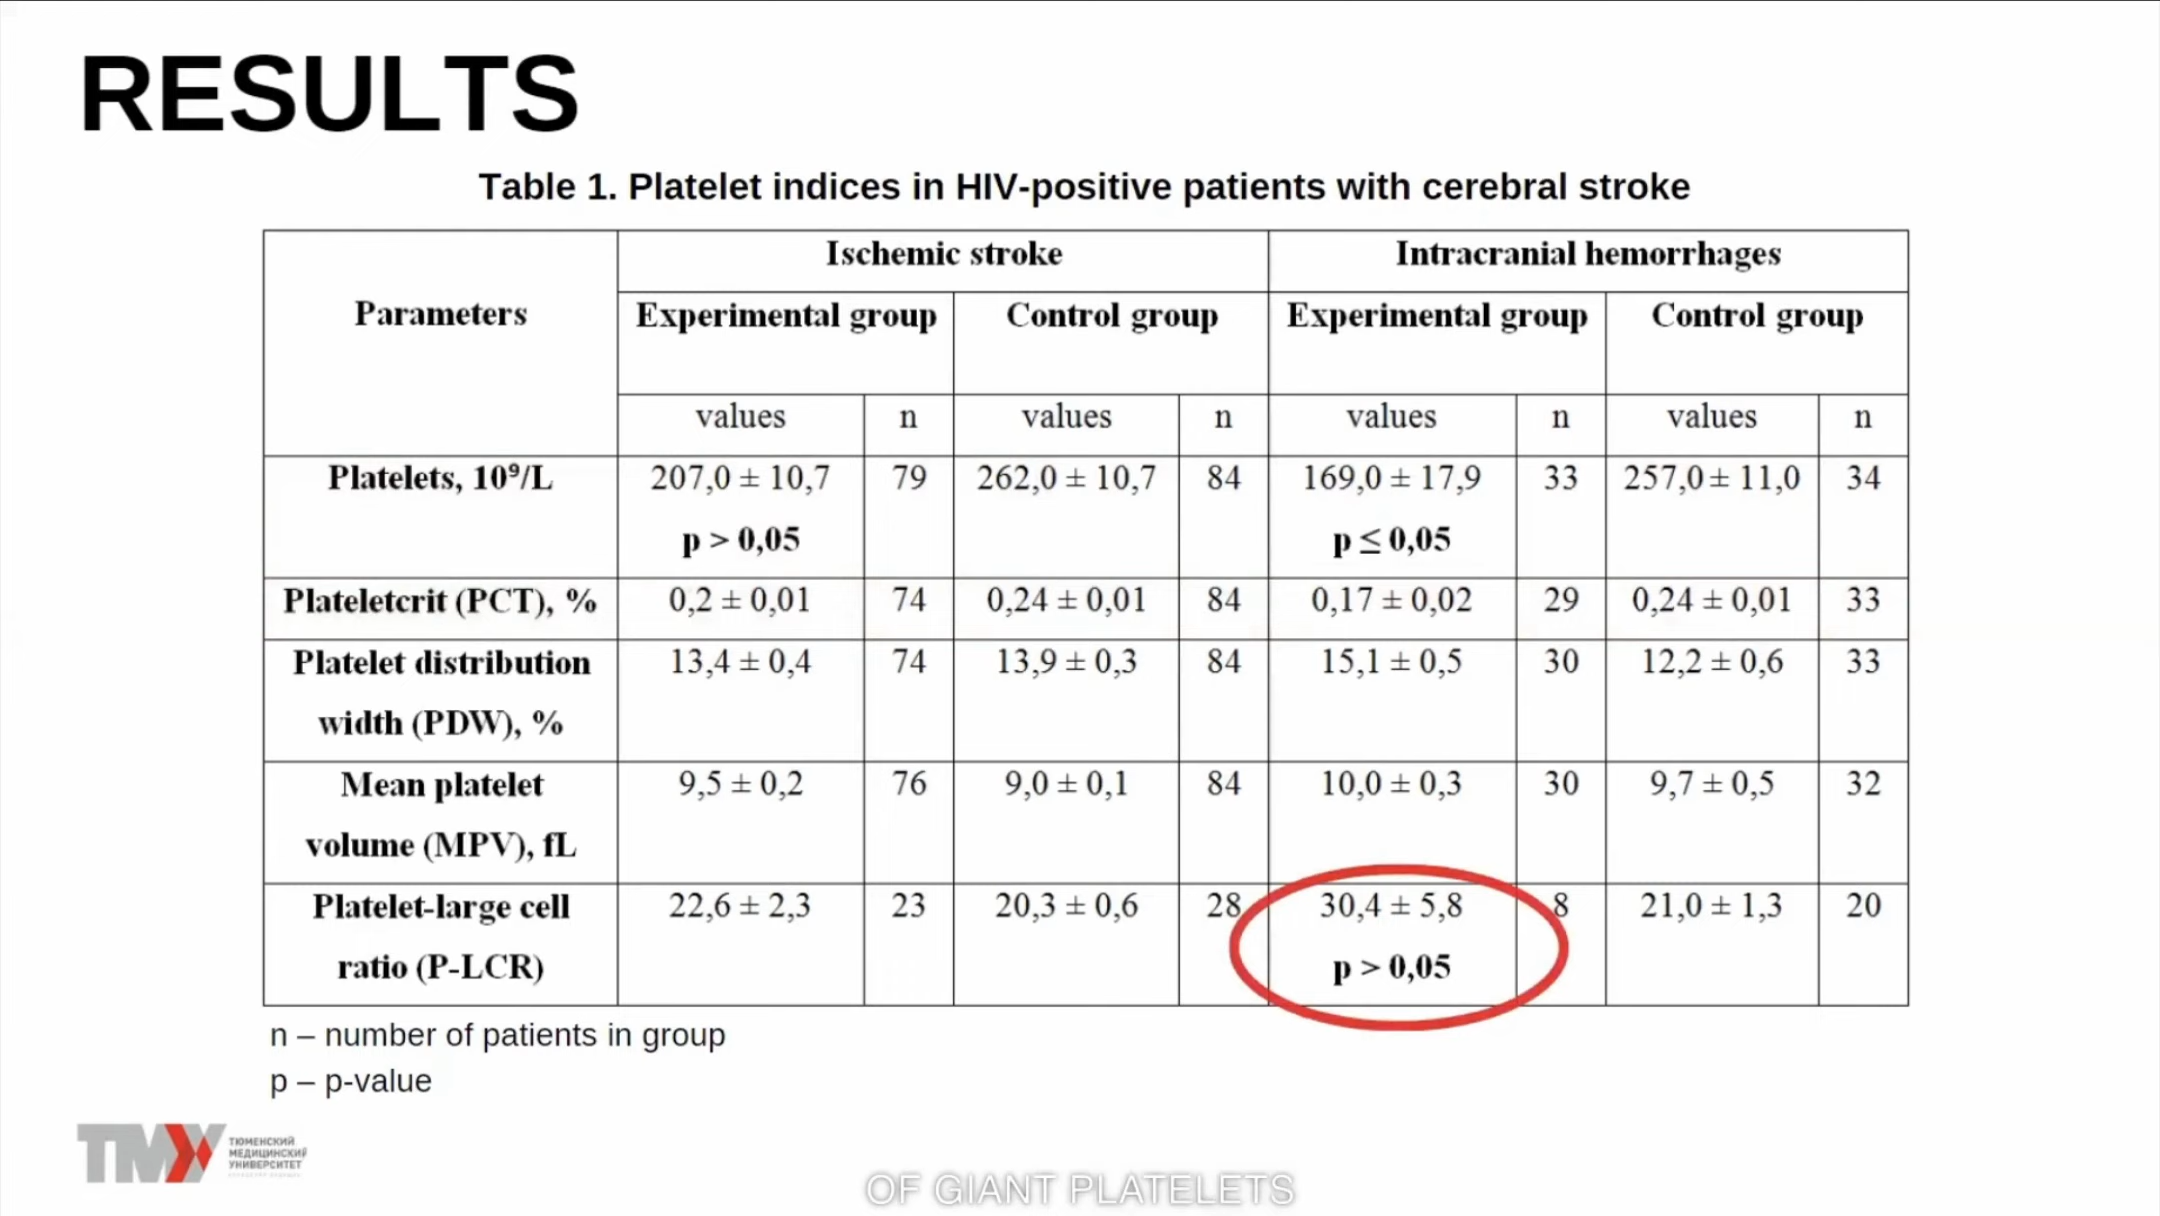 RESULTS
Table 1. Platelet indices in HIV-positive patients with cerebral stroke
Parameters
Ischemic stroke
Intracranial hemorrhages
Experimental group
Control group
Experimental group
Control group
values n values n values n values n
Platelets, 10⁹/L 207,0 ± 10,7 79 262,0 ± 10,7 84 169,0 ± 17,9 33 257,0 ± 11,0 34
p > 0,05 p ≤ 0,05
Plateletcrit (PCT), % 0,2 ± 0,01 74 0,24 ± 0,01 84 0,17 ± 0,02 29 0,24 ± 0,01 33
Platelet distribution 13,4 ± 0,4 74 13,9 ± 0,3 84 15,1 ± 0,5 30 12,2 ± 0,6 33
width (PDW), %
Mean platelet 9,5 ± 0,2 76 9,0 ± 0,1 84 10,0 ± 0,3 30 9,7 ± 0,5 32
volume (MPV), fL
Platelet-large cell 22,6 ± 2,3 23 20,3 ± 0,6 28 30,4 ± 5,8 8 21,0 ± 1,3 20
ratio (P-LCR) p > 0,05
n – number of patients in group
p – p-value
ТМУ
ТЮМЕНСКИЙ
МЕДИЦИНСКИЙ
УНИВЕРСИТЕТ
OF GIANT PLATELETS